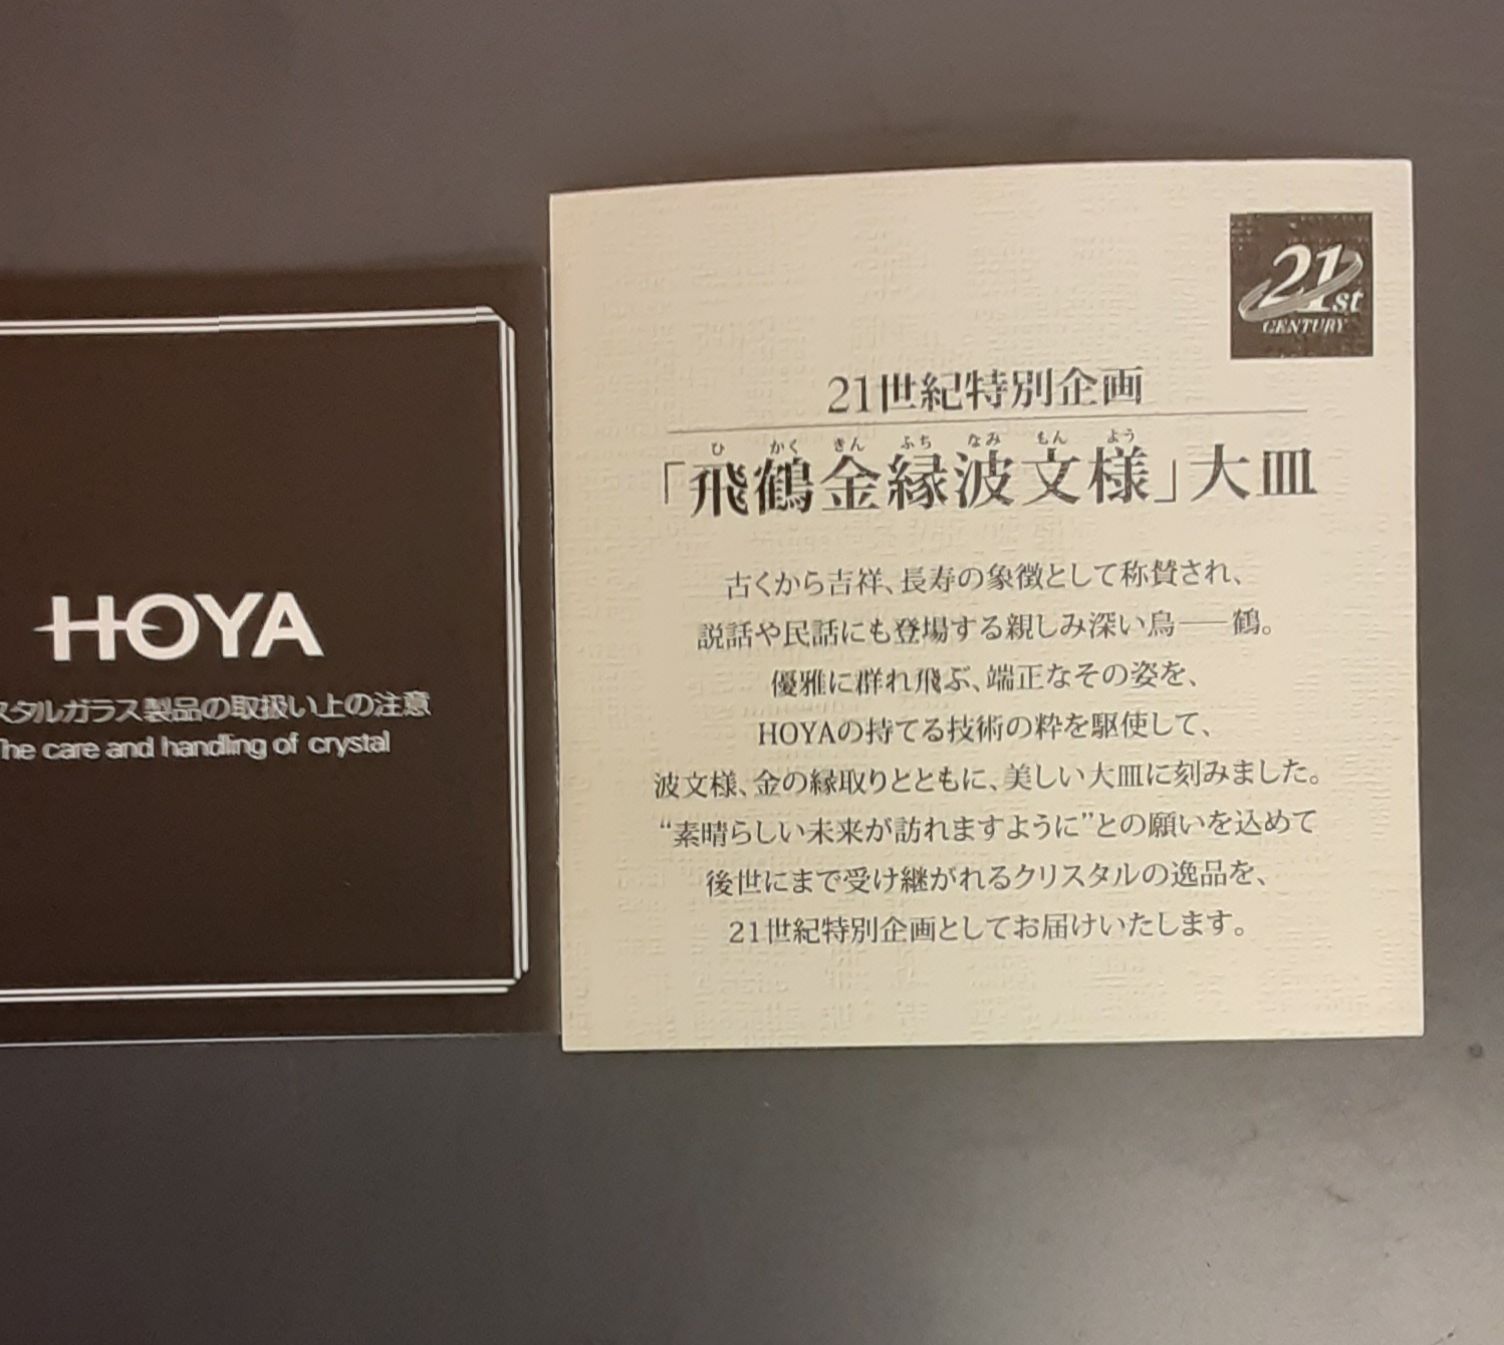 HOYA
スタルガラス製品の取扱い上の注意
The care and handling of crystal
21st
CENTURY
21世紀特別企画
ひ かく きん ふち なみ もん よう
「飛鶴金縁波文様」大皿
古くから吉祥、長寿の象徴として称賛され、
説話や民話にも登場する親しみ深い鳥――鶴。
優雅に群れ飛ぶ、端正なその姿を、
HOYAの持てる技術の粋を駆使して、
波文様、金の縁取りとともに、美しい大皿に刻みました。
“素晴らしい未来が訪れますように”との願いを込めて
後世にまで受け継がれるクリスタルの逸品を、
21世紀特別企画としてお届けいたします。